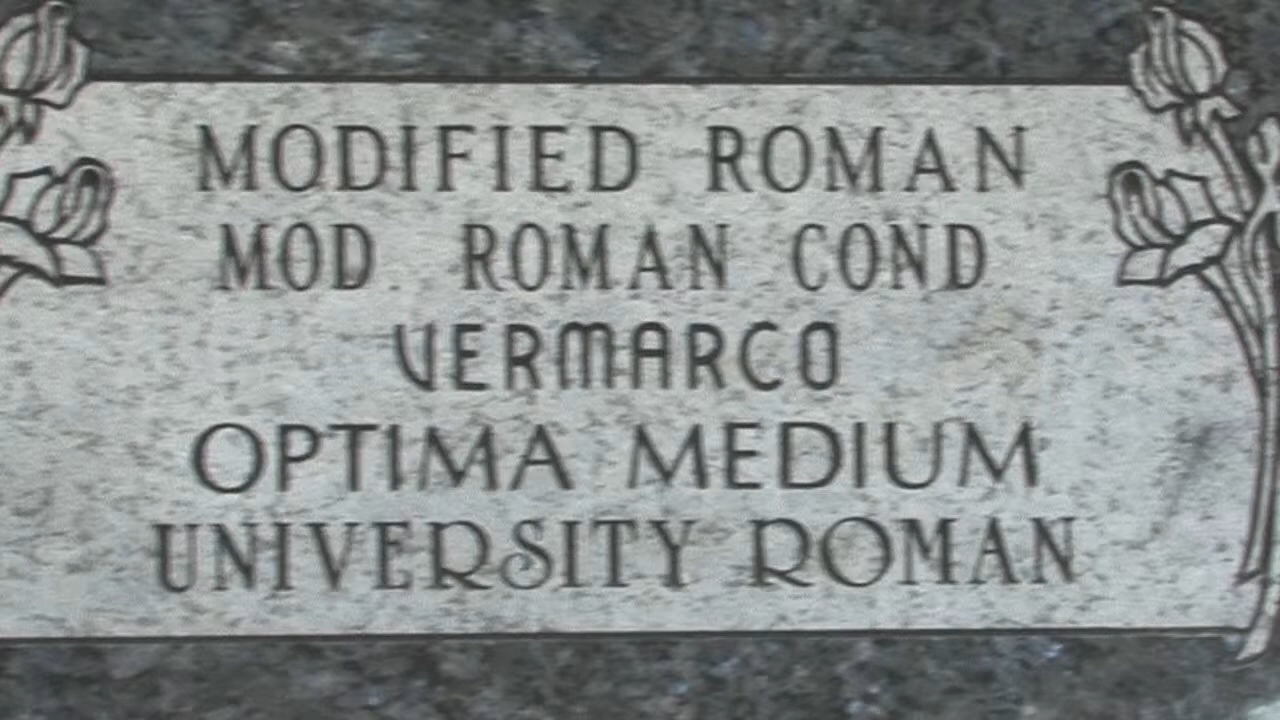 MODIFIED ROMAN
MOD. ROMAN COND.
VERMARCO
OPTIMA MEDIUM
UNIVERSITY ROMAN